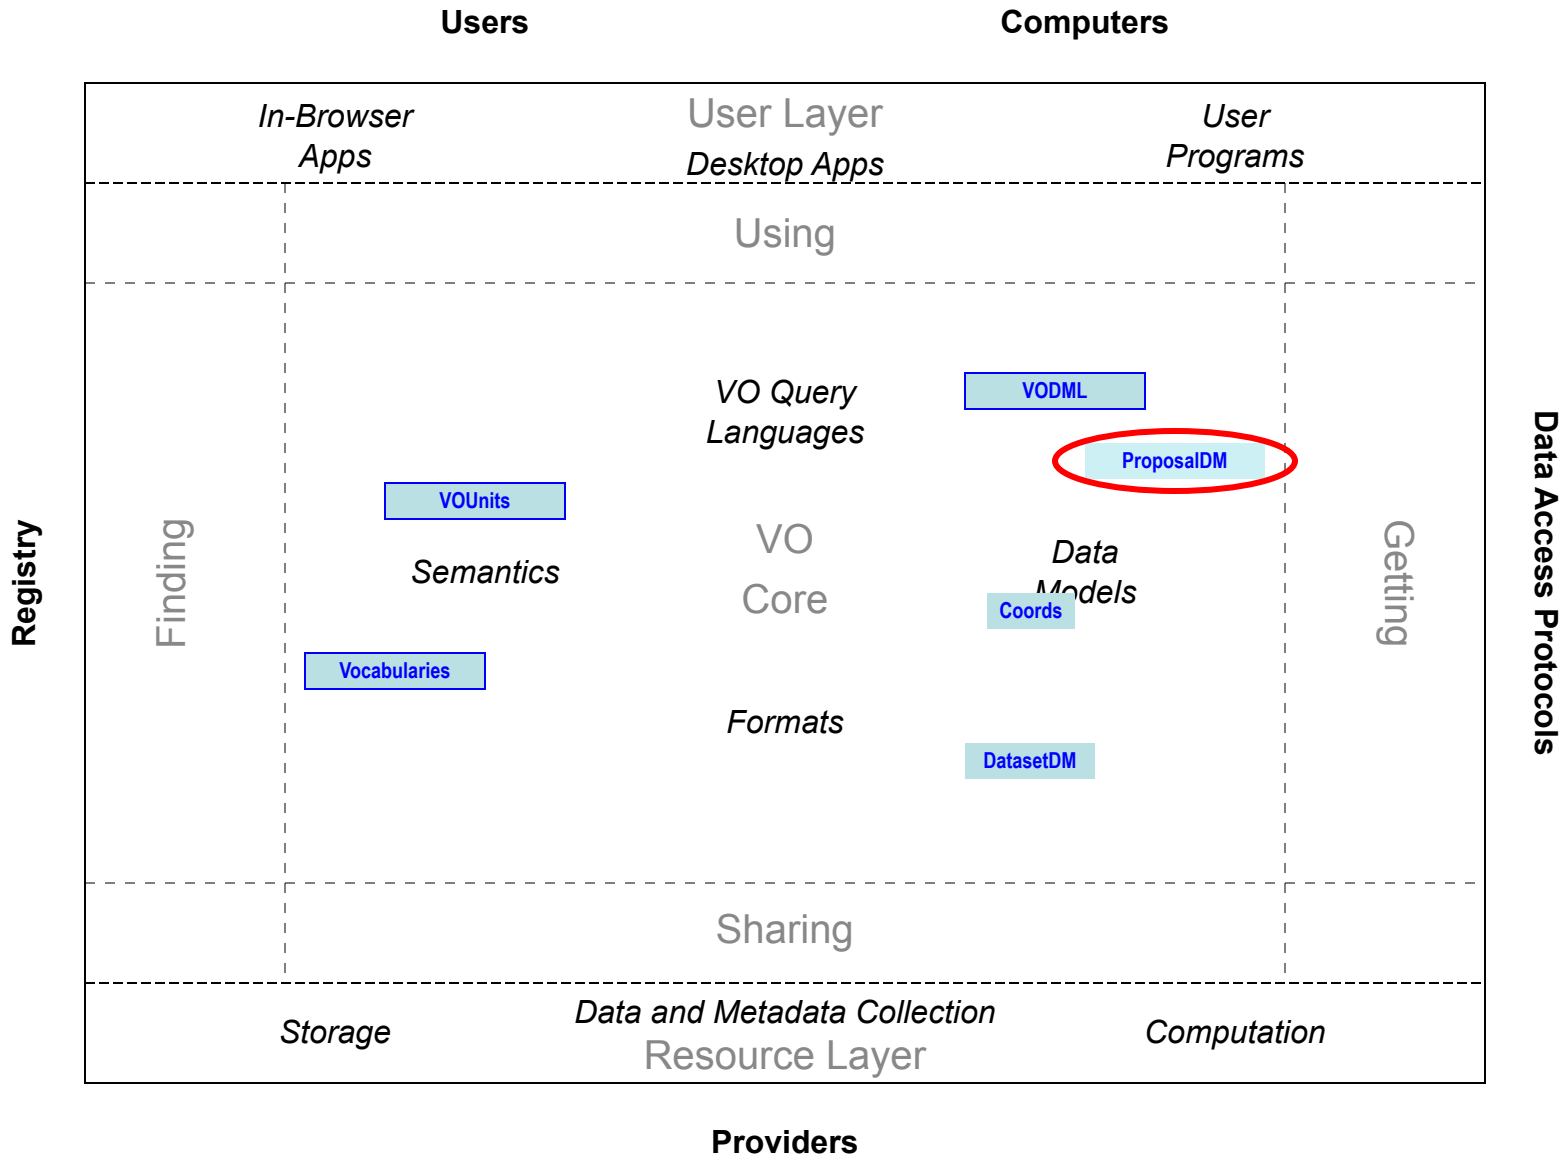 Users
Computers
In-Browser
Apps
User Layer
Desktop Apps
User
Programs
Using
VO Query
Languages
VODML
ProposalDM
VOUnits
Semantics
VO
Core
Data
Models
Coords
Vocabularies
Formats
DatasetDM
Registry
Finding
Getting
Data Access Protocols
Sharing
Storage
Data and Metadata Collection
Resource Layer
Computation
Providers